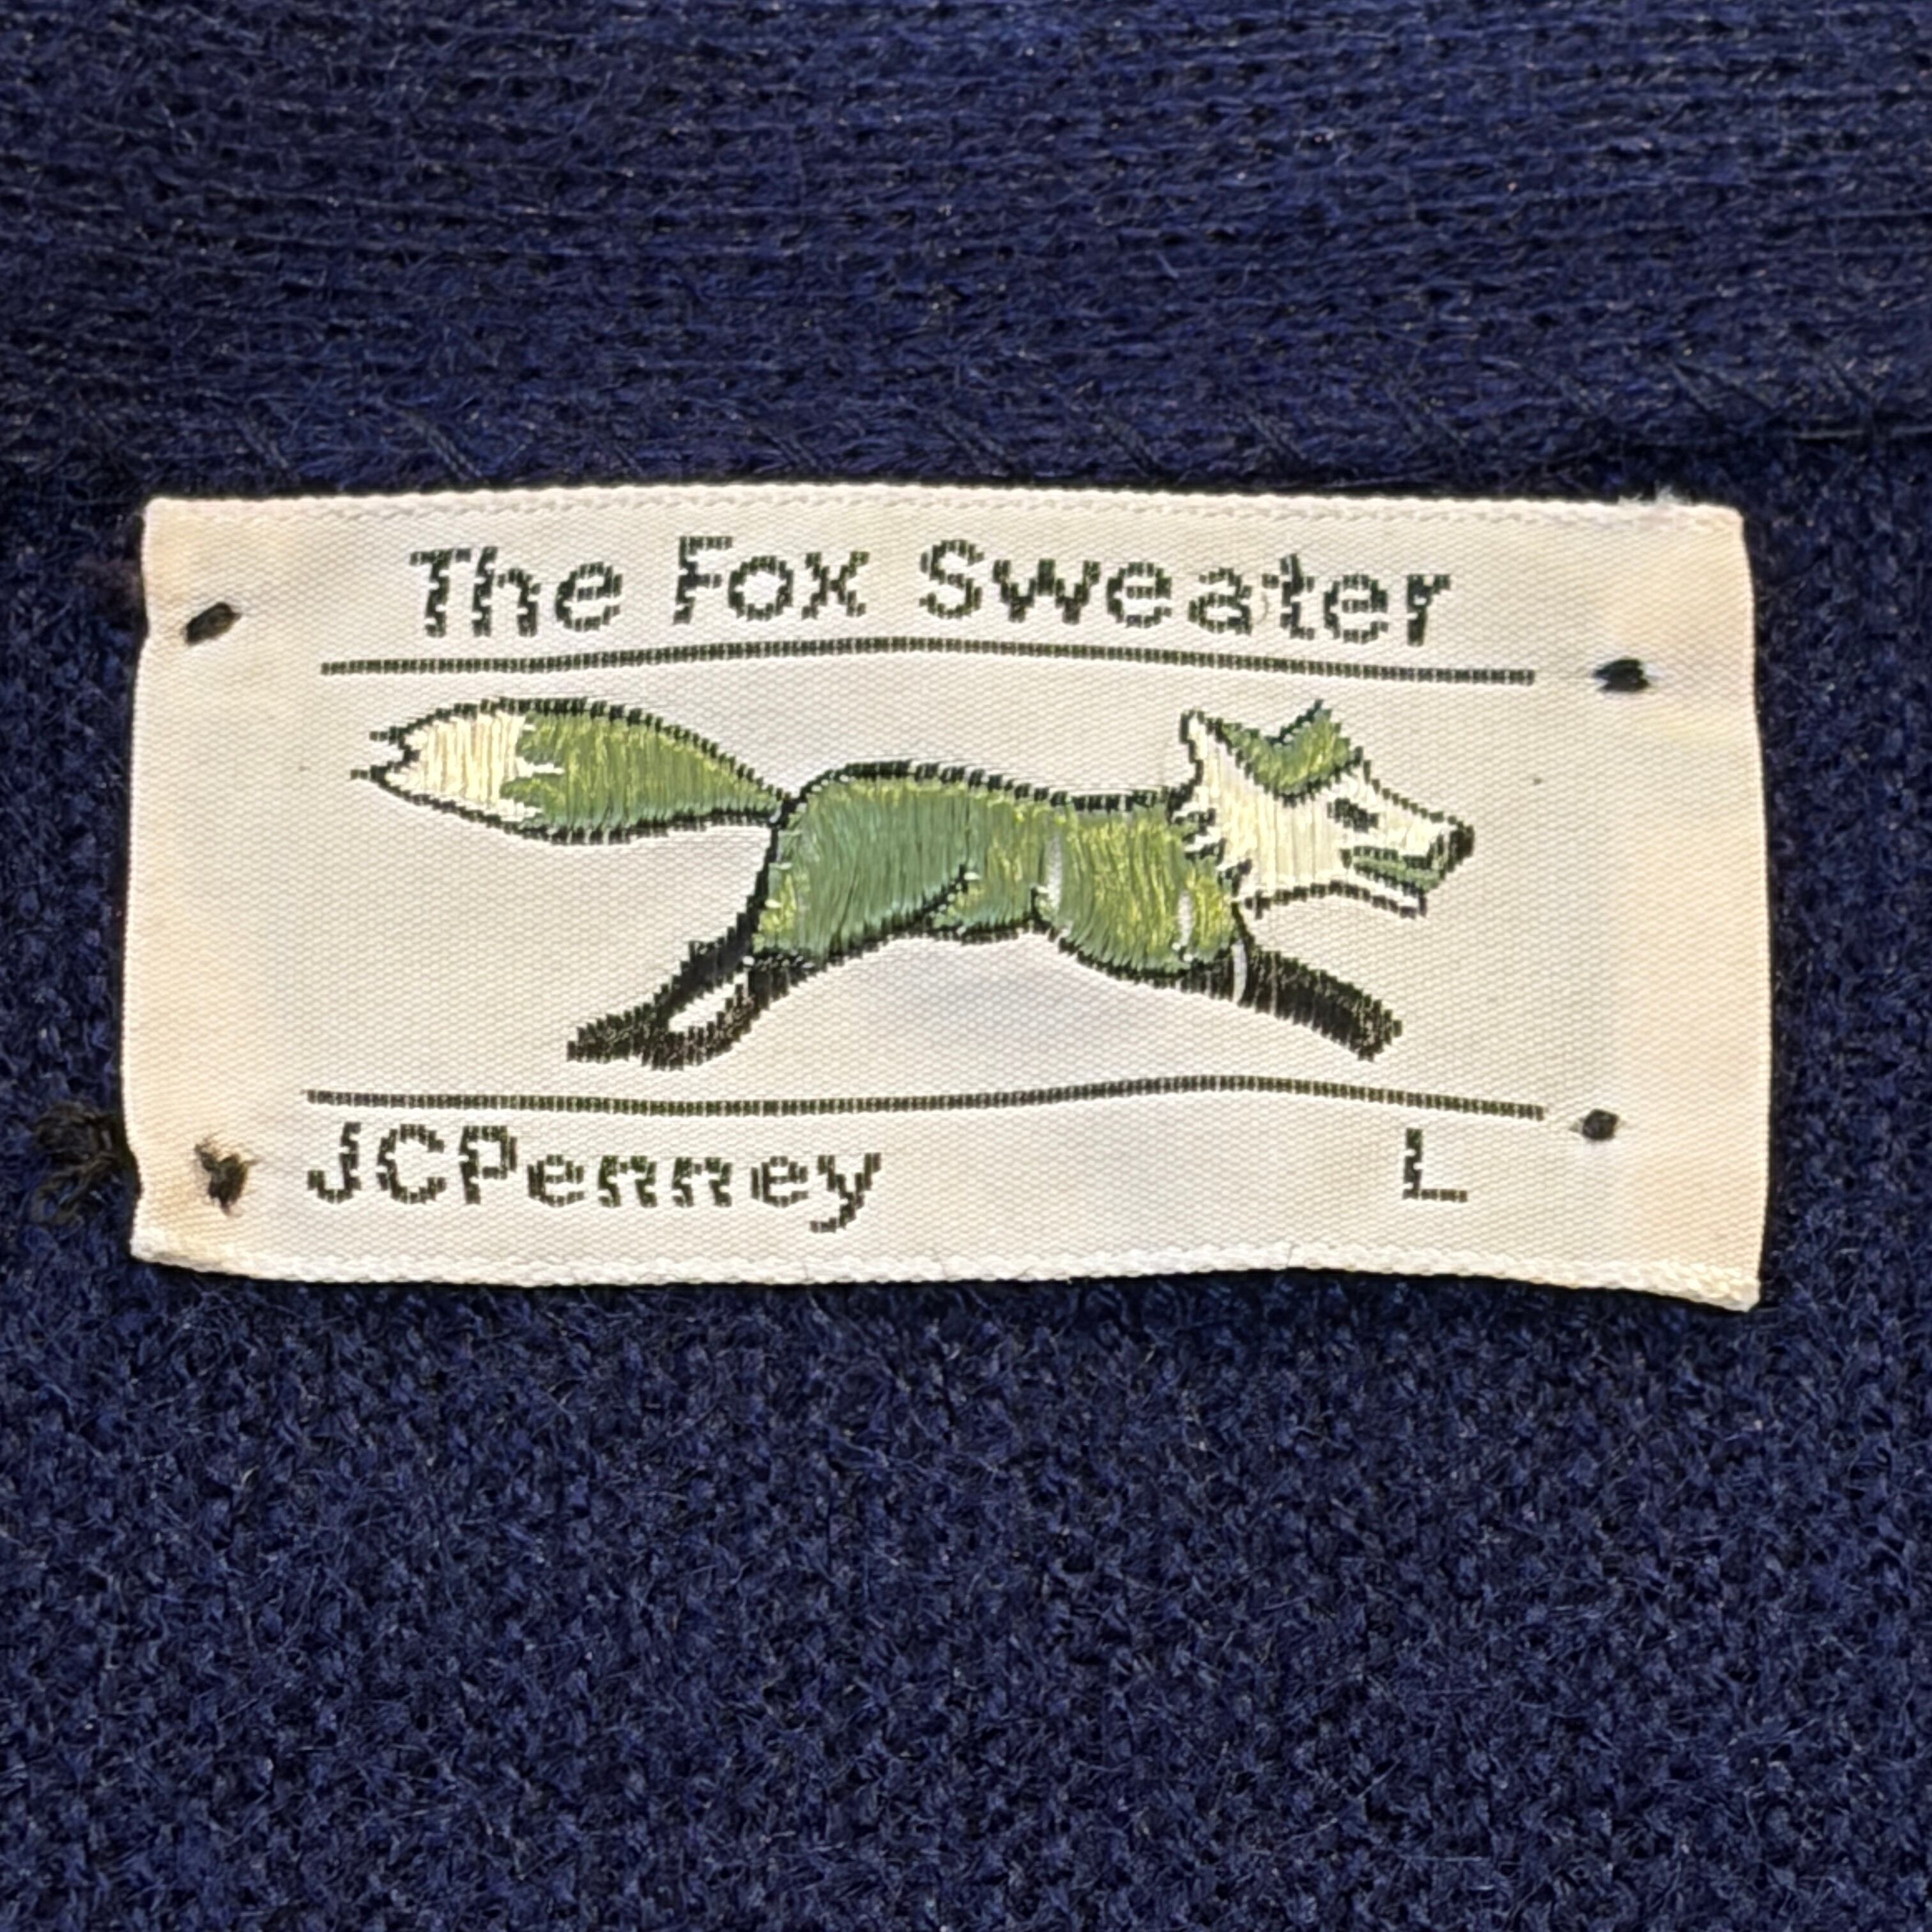 The Fox Sweater
JCPenney L